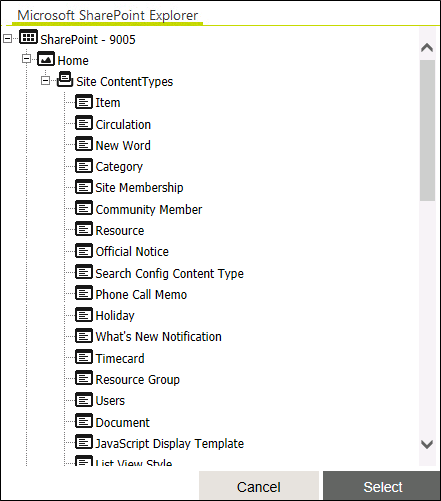 Microsoft SharePoint Explorer
SharePoint - 9005
Home
Site ContentTypes
Item
Circulation
New Word
Category
Site Membership
Community Member
Resource
Official Notice
Search Config Content Type
Phone Call Memo
Holiday
What's New Notification
Timecard
Resource Group
Users
Document
JavaScript Display Template
List View Style
Cancel Select